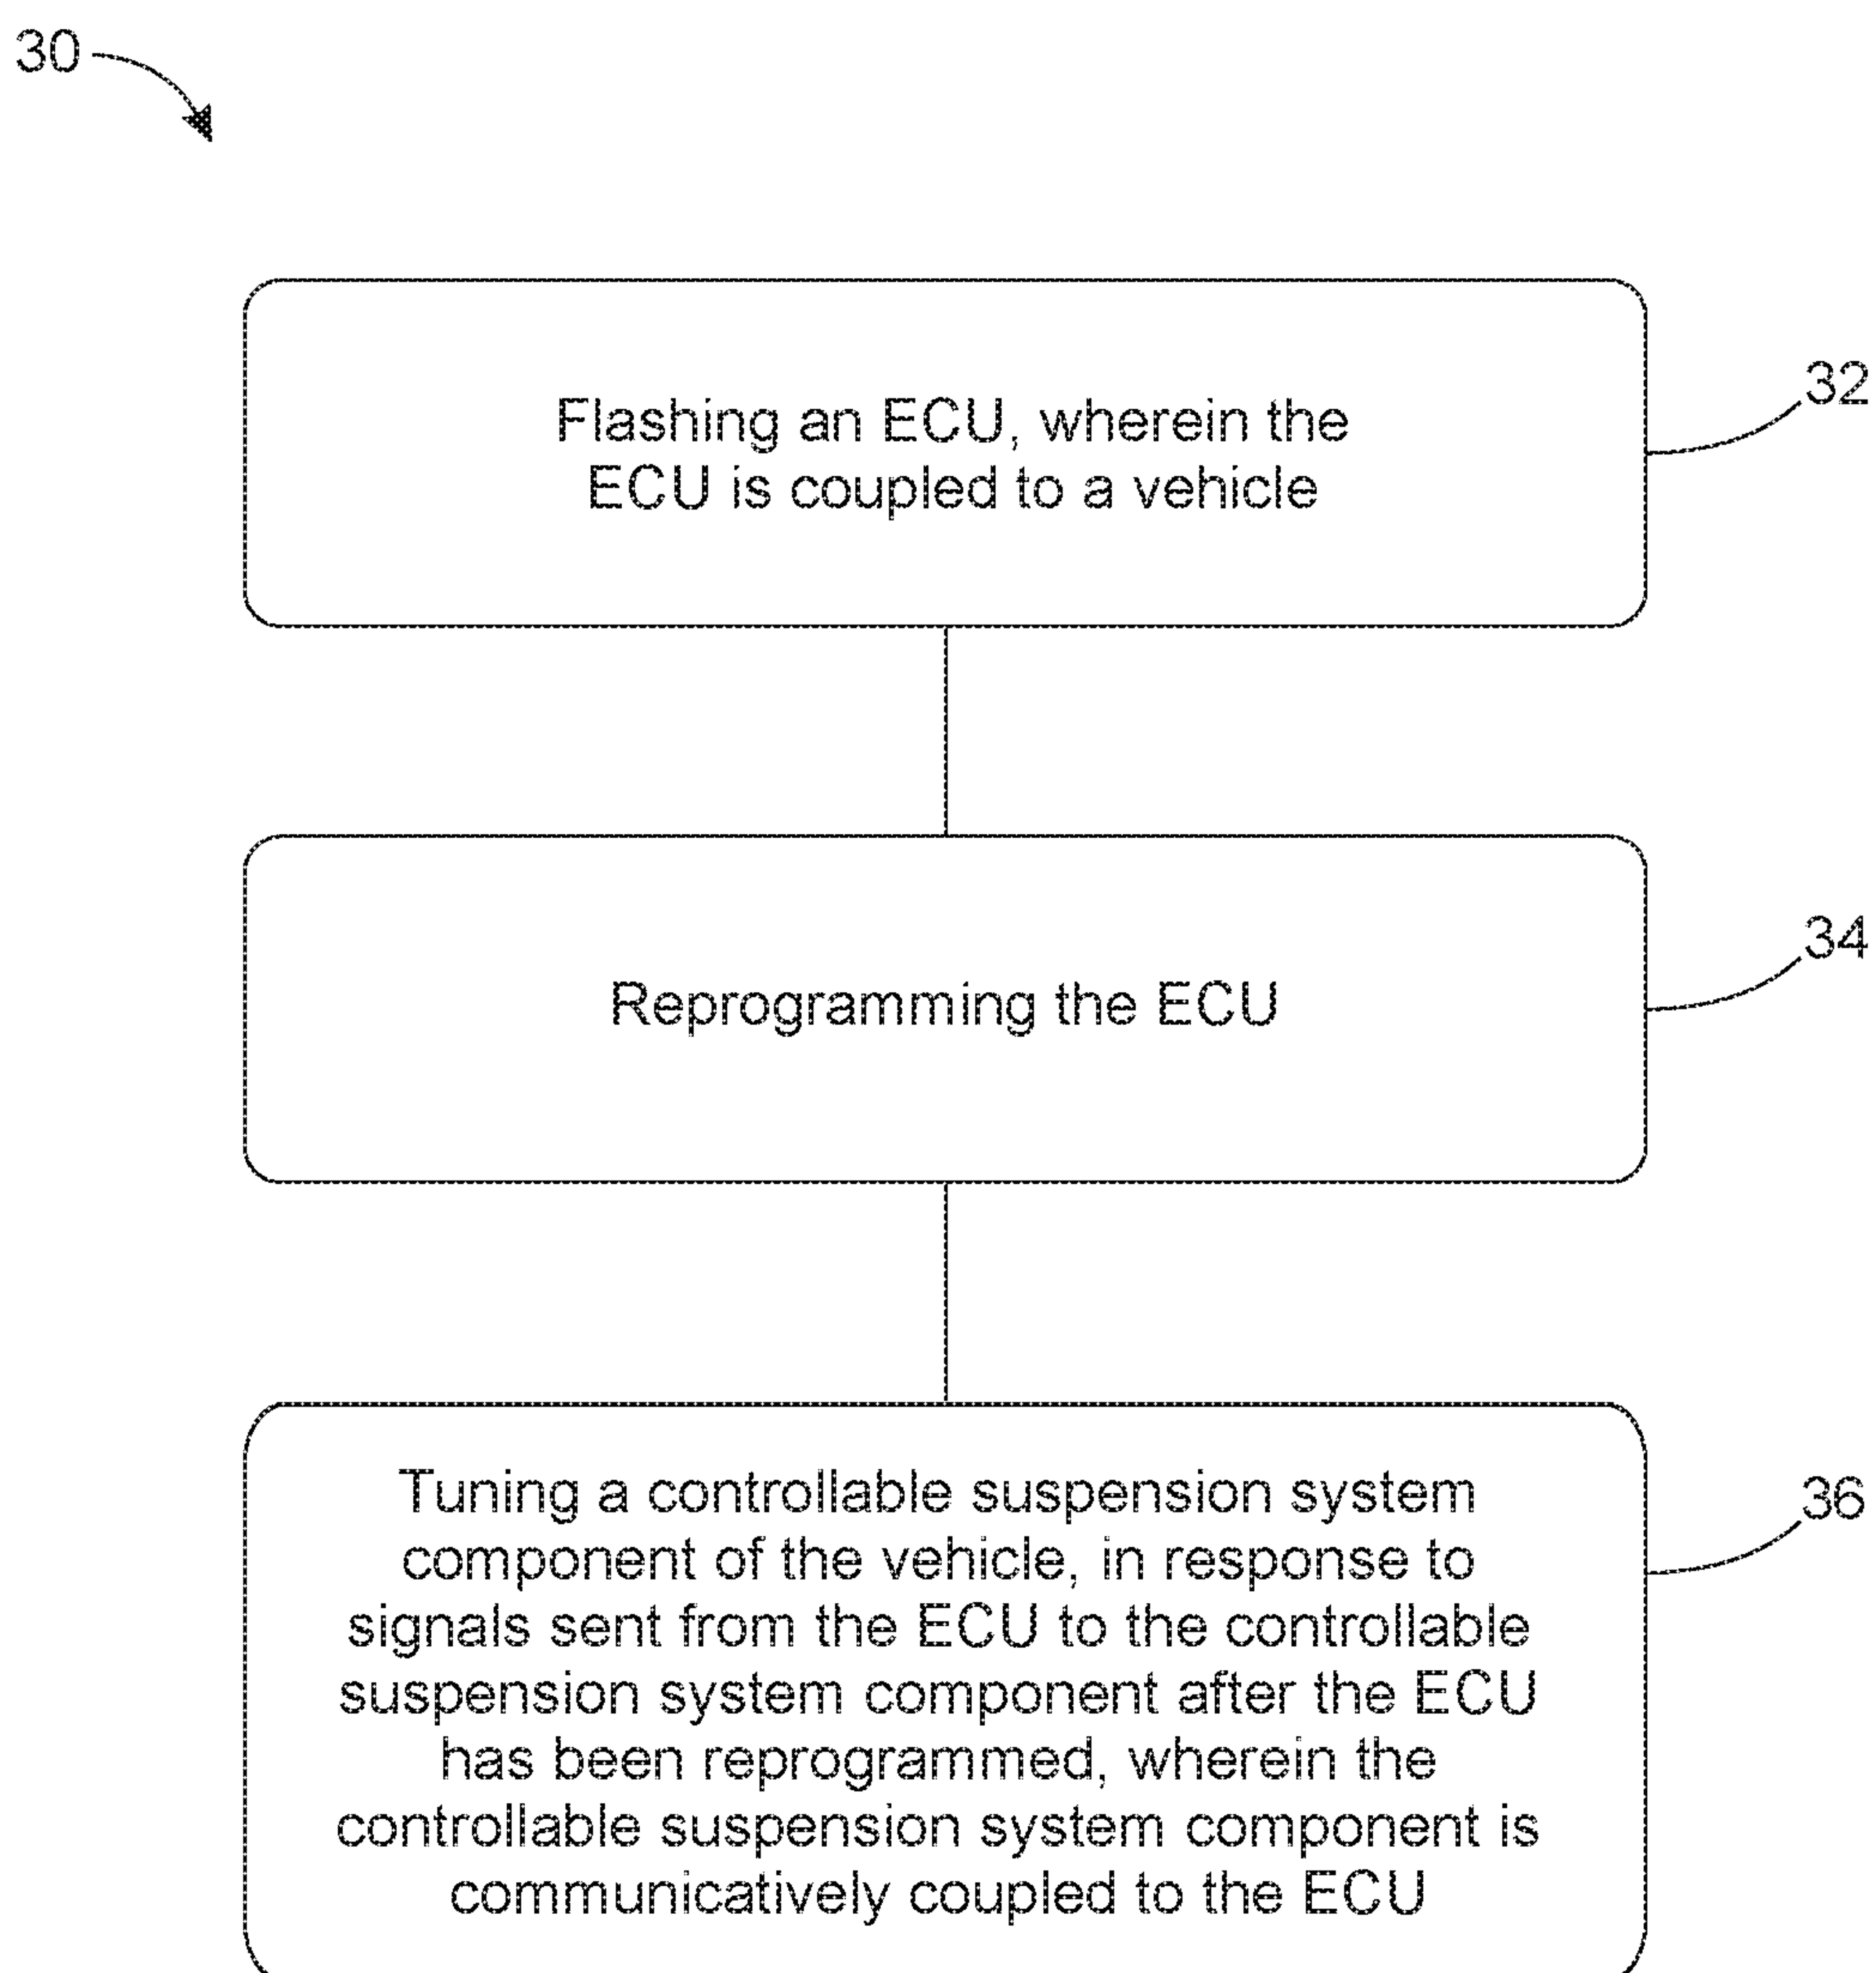 30
Flashing an ECU, wherein the
ECU is coupled to a vehicle
32
Reprogramming the ECU
34
Tuning a controllable suspension system
component of the vehicle, in response to
signals sent from the ECU to the controllable
suspension system component after the ECU
has been reprogrammed, wherein the
controllable suspension system component is
communicatively coupled to the ECU
36